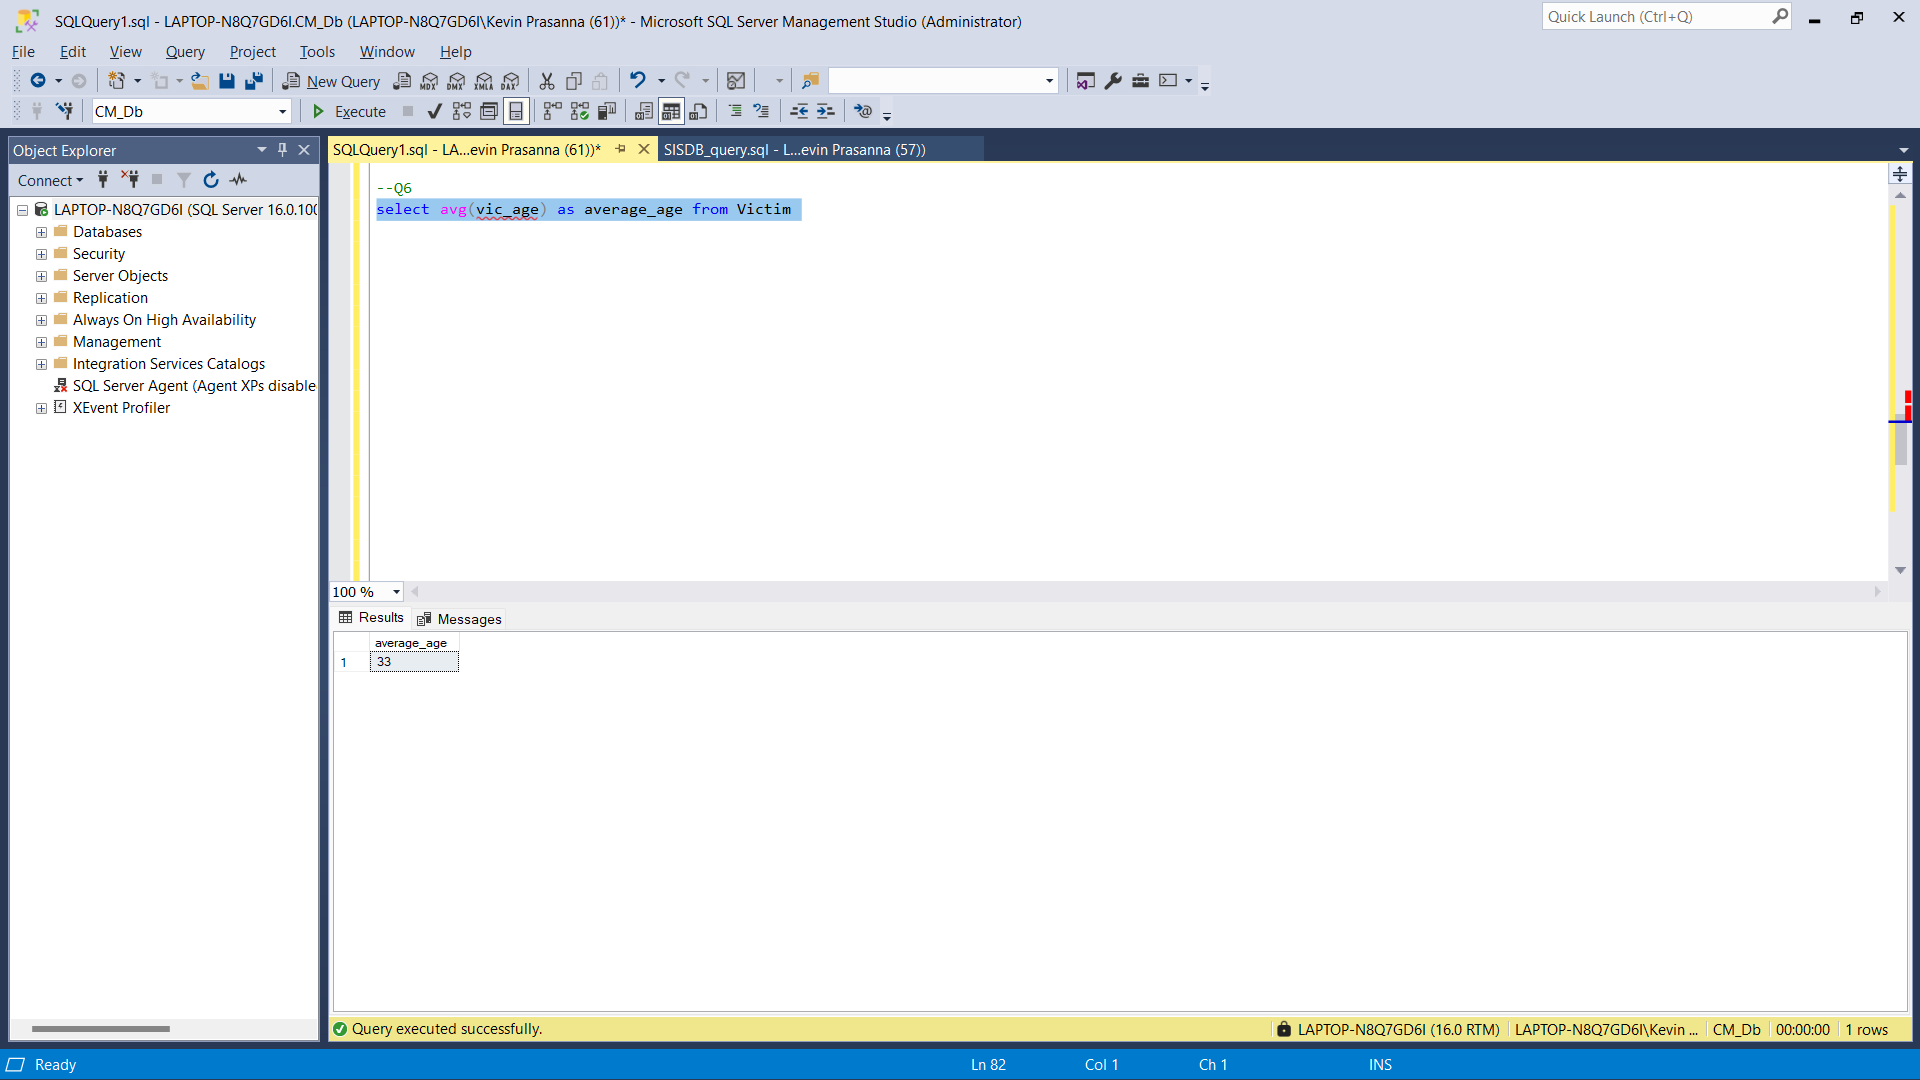 SQLQuery1.sql - LAPTOP-N8Q7GD6I.CM_Db (LAPTOP-N8Q7GD6I\Kevin Prasanna (61))* - Microsoft SQL Server Management Studio (Administrator)
Quick Launch (Ctrl+Q)
File Edit View Query Project Tools Window Help
New Query MDX DMX XMLA DAX
CM_Db Execute
Object Explorer
SQLQuery1.sql - LA...evin Prasanna (61))* SISDB_query.sql - L...evin Prasanna (57))
Connect
LAPTOP-N8Q7GD6I (SQL Server 16.0.100
Databases
Security
Server Objects
Replication
Always On High Availability
Management
Integration Services Catalogs
SQL Server Agent (Agent XPs disable
XEvent Profiler
--Q6
select avg(vic_age) as average_age from Victim
100 %
Results Messages
average_age
1 33
Query executed successfully. LAPTOP-N8Q7GD6I (16.0 RTM) LAPTOP-N8Q7GD6I\Kevin ... CM_Db 00:00:00 1 rows
Ready Ln 82 Col 1 Ch 1 INS